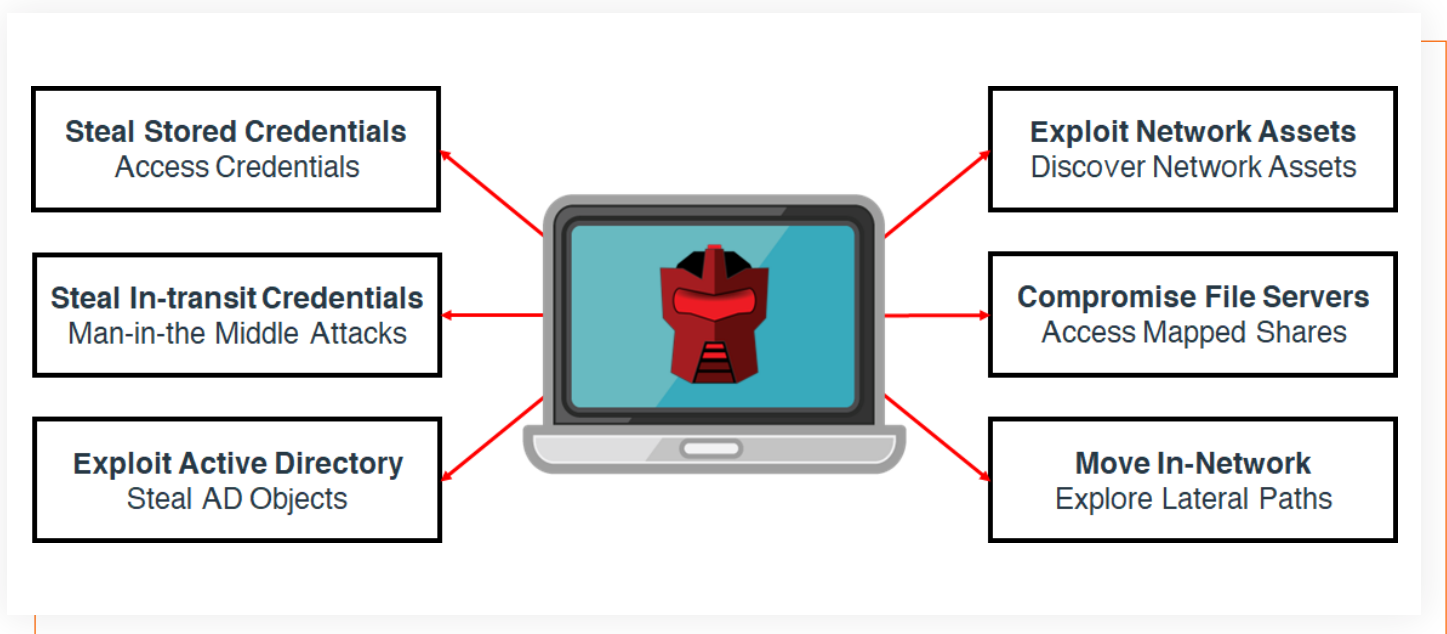 Steal Stored Credentials
Access Credentials
Steal In-transit Credentials
Man-in-the Middle Attacks
Exploit Active Directory
Steal AD Objects
Exploit Network Assets
Discover Network Assets
Compromise File Servers
Access Mapped Shares
Move In-Network
Explore Lateral Paths